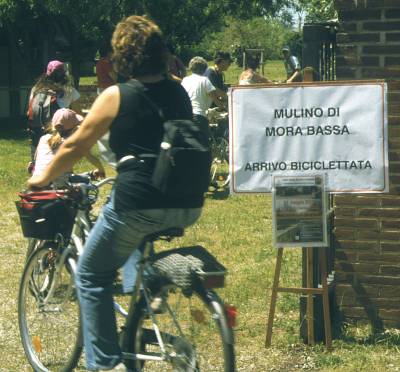 MULINO DI
MORA BASSA
ARRIVO BICICLETTATA